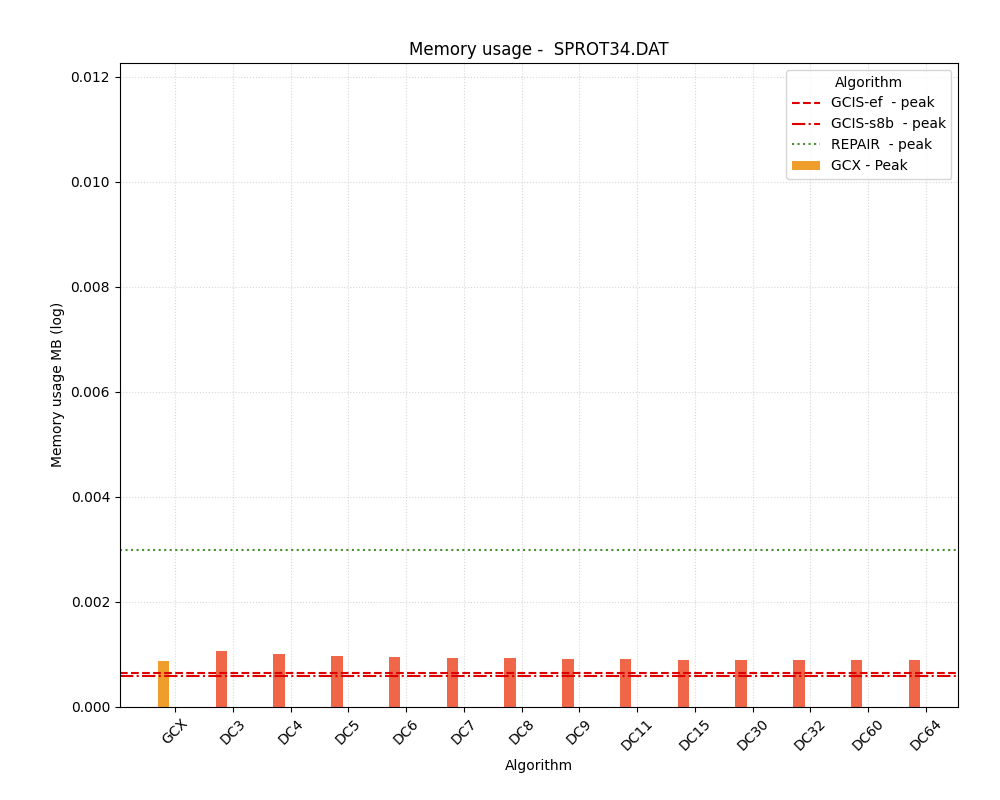 Memory usage -  SPROT34.DAT
Algorithm
GCIS-ef  - peak
GCIS-s8b  - peak
REPAIR  - peak
GCX - Peak
Memory usage MB (log)
0.012
0.010
0.008
0.006
0.004
0.002
0.000
GCX DC3 DC4 DC5 DC6 DC7 DC8 DC9 DC11 DC15 DC30 DC32 DC60 DC64
Algorithm